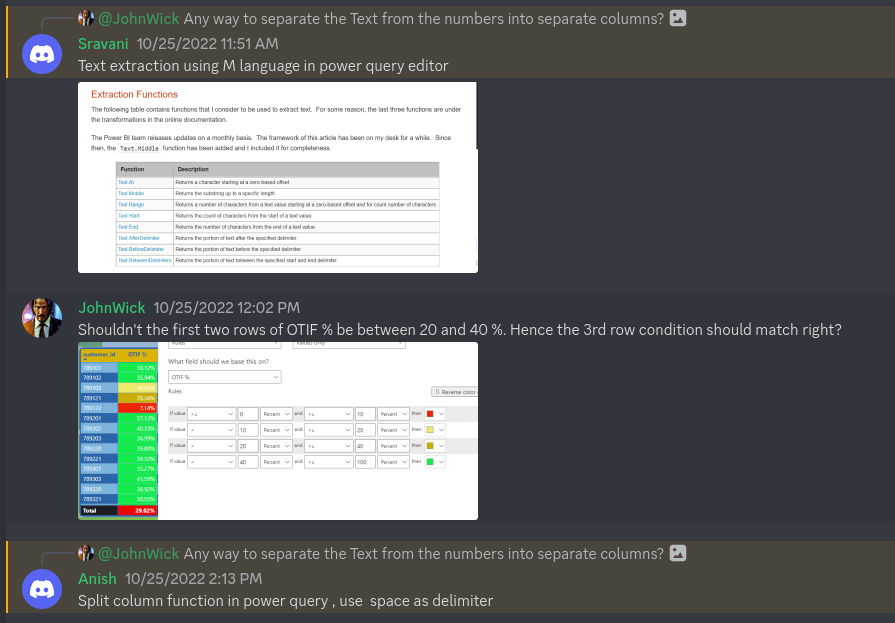 @JohnWick Any way to separate the Text from the numbers into separate columns?
Sravani 10/25/2022 11:51 AM
Text extraction using M language in power query editor
Extraction Functions
The following table contains functions that I consider to be used to extract text. For some reason, the last three functions are under
the transformations in the online documentation.
The Power BI team releases updates on a monthly basis. The framework of this article has been on my desk for a while. Since
then, the Text.Middle function has been added and I included it for completeness.
Function Description
Text.At Returns a character starting at a zero-based offset.
Text.Middle Returns the substring up to a specific length.
Text.Range Returns a number of characters from a text value starting at a zero-based offset and for count number of characters.
Text.Start Returns the count of characters from the start of a text value.
Text.End Returns the number of characters from the end of a text value.
Text.AfterDelimiter Returns the portion of text after the specified delimiter.
Text.BeforeDelimiter Returns the portion of text before the specified delimiter.
Text.BetweenDelimiters Returns the portion of text between the specified start and end delimiter.
JohnWick 10/25/2022 12:02 PM
Shouldn't the first two rows of OTIF % be between 20 and 40 %. Hence the 3rd row condition should match right?
customer_id OTIF %
789101 38.12%
789102 35.94%
789103
789121 20.34%
789122 7.14%
789201 37.12%
789202 40.33%
789203 36.99%
789220 39.00%
789221 39.32%
789301 35.27%
789303 41.59%
789320 38.92%
789321 36.55%
Total 29.02%
Rules Values only
What field should we base this on?
OTIF %
Rules
Reverse color
If value >= 0 Percent and <= 10 Percent then
If value > 10 Percent and <= 20 Percent then
If value > 20 Percent and <= 40 Percent then
If value > 40 Percent and <= 100 Percent then
@JohnWick Any way to separate the Text from the numbers into separate columns?
Anish 10/25/2022 2:13 PM
Split column function in power query , use space as delimiter